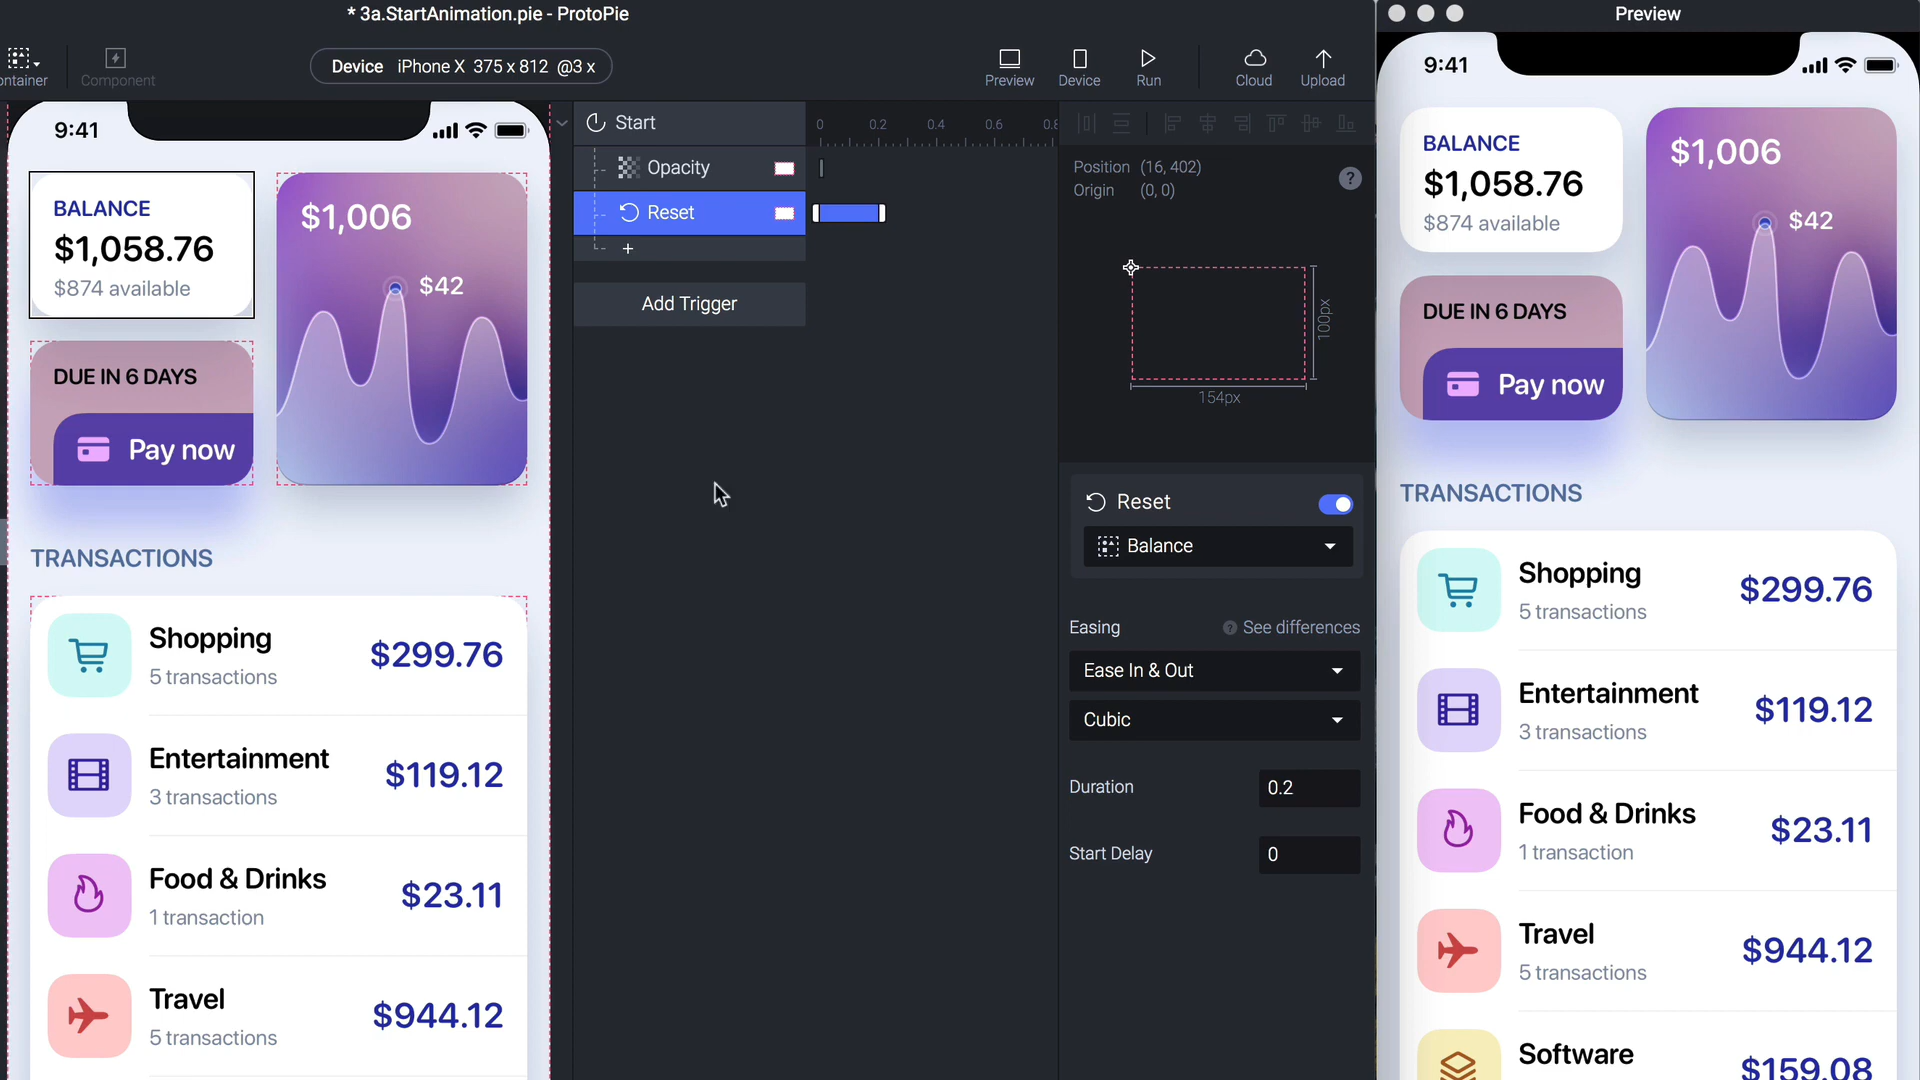 * 3a.StartAnimation.pie - ProtoPie
Preview
ontainer
Component
Device iPhone X 375 x 812 @3 x
Preview
Device
Run
Cloud
Upload
9:41
BALANCE
$1,058.76
$874 available
$1,006
$42
DUE IN 6 DAYS
Pay now
TRANSACTIONS
Shopping
5 transactions
$299.76
Entertainment
3 transactions
$119.12
Food & Drinks
1 transaction
$23.11
Travel
5 transactions
$944.12
Start
0 0.2 0.4 0.6 0.8
Opacity
Reset
+
Add Trigger
Position (16, 402)
Origin (0, 0)
?
100px
154px
Reset
Balance
Easing
? See differences
Ease In & Out
Cubic
Duration 0.2
Start Delay 0
9:41
BALANCE
$1,058.76
$874 available
$1,006
$42
DUE IN 6 DAYS
Pay now
TRANSACTIONS
Shopping
5 transactions
$299.76
Entertainment
3 transactions
$119.12
Food & Drinks
1 transaction
$23.11
Travel
5 transactions
$944.12
Software
$159.08